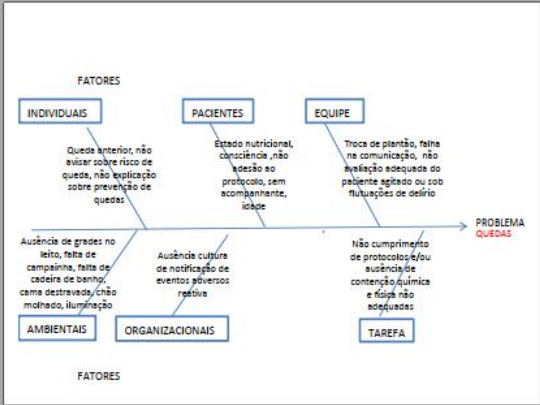 FATORES
INDIVIDUAIS
PACIENTES
EQUIPE
Queda anterior, não
avisar sobre risco de
queda, não explicação
sobre prevenção de
quedas
Estado nutricional,
consciência ,não
adesão ao
protocolo, sem
acompanhante,
idade
Troca de plantão, falha
na comunicação, não
avaliação adequada do
paciente agitado ou sob
flutuações de delírio
PROBLEMA
QUEDAS
Ausência de grades no
leito, falta de
campainha, falta de
cadeira de banho,
cama destravada, chão
molhado, iluminação
Ausência cultura
de notificação de
eventos adversos
reativa
Não cumprimento
de protocolos e/ou
ausência de
contenção química
e física não
adequadas
AMBIENTAIS
ORGANIZACIONAIS
TAREFA
FATORES